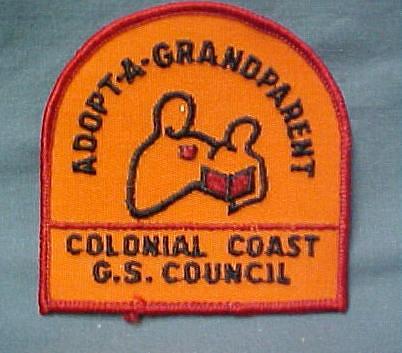 ADOPT-A-GRANDPARENT
COLONIAL COAST
G.S. COUNCIL